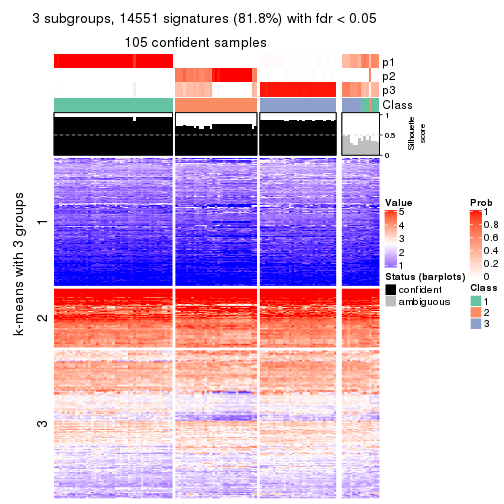 3 subgroups, 14551 signatures (81.8%) with fdr < 0.05
105 confident samples
p1
p2
p3
Class
1
0.5
0
Silhouette
score
k-means with 3 groups
1
2
3
Value
5
4
3
2
1
Status (barplots)
confident
ambiguous
Prob
1
0.8
0.6
0.4
0.2
0
Class
1
2
3